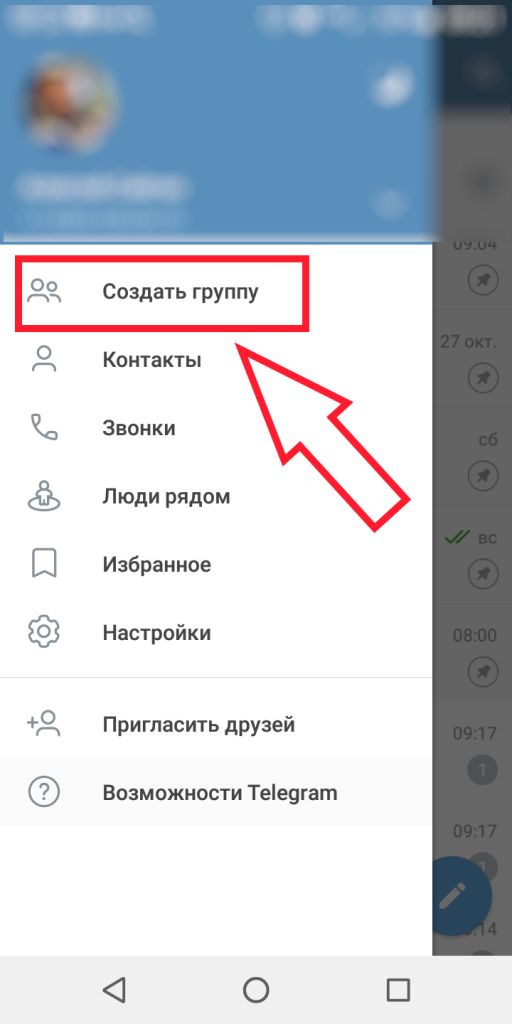 09:04
Создать группу
27 окт.
Контакты
Звонки
сб
Люди рядом
вс
Избранное
Настройки
08:00
Пригласить друзей
09:17
1
Возможности Telegram
09:17
1
:14